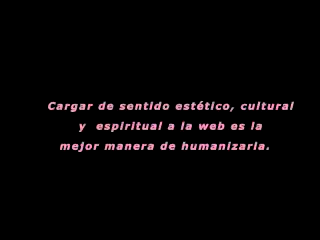 Cargar de sentido estético, cultural
y espiritual a la web es la
mejor manera de humanizarla.